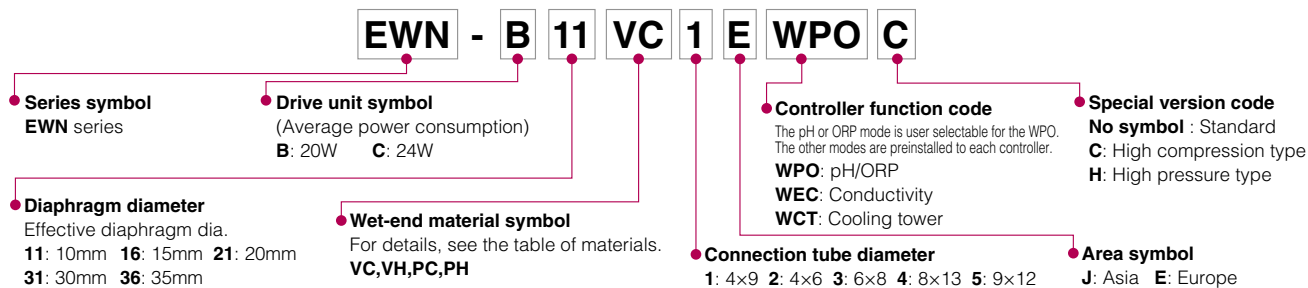 EWN - B 11 VC 1 E WPO C
Series symbol
EWN series
Drive unit symbol
(Average power consumption)
B: 20W C: 24W
Controller function code
The pH or ORP mode is user selectable for the WPO.
The other modes are preinstalled to each controller.
WPO: pH/ORP
WEC: Conductivity
WCT: Cooling tower
Special version code
No symbol : Standard
C: High compression type
H: High pressure type
Diaphragm diameter
Effective diaphragm dia.
11: 10mm 16: 15mm 21: 20mm
31: 30mm 36: 35mm
Wet-end material symbol
For details, see the table of materials.
VC,VH,PC,PH
Connection tube diameter
1: 4×9 2: 4×6 3: 6×8 4: 8×13 5: 9×12
Area symbol
J: Asia E: Europe